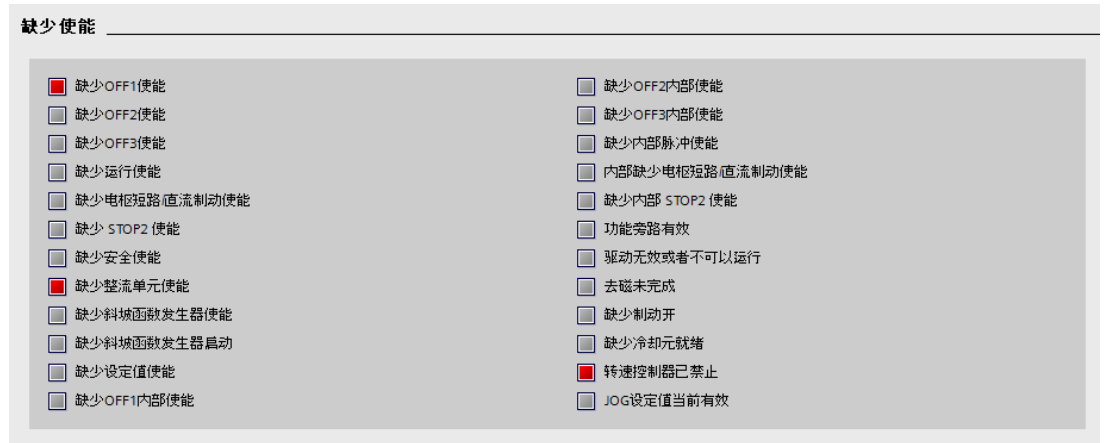 缺少使能
缺少OFF1使能
缺少OFF2使能
缺少OFF3使能
缺少运行使能
缺少电枢短路/直流制动使能
缺少 STOP2 使能
缺少安全使能
缺少整流单元使能
缺少斜坡函数发生器使能
缺少斜坡函数发生器启动
缺少设定值使能
缺少OFF1内部使能
缺少OFF2内部使能
缺少OFF3内部使能
缺少内部脉冲使能
内部缺少电枢短路/直流制动使能
缺少内部 STOP2 使能
功能旁路有效
驱动无效或者不可以运行
去磁未完成
缺少制动开
缺少冷却元就绪
转速控制器已禁止
JOG设定值当前有效